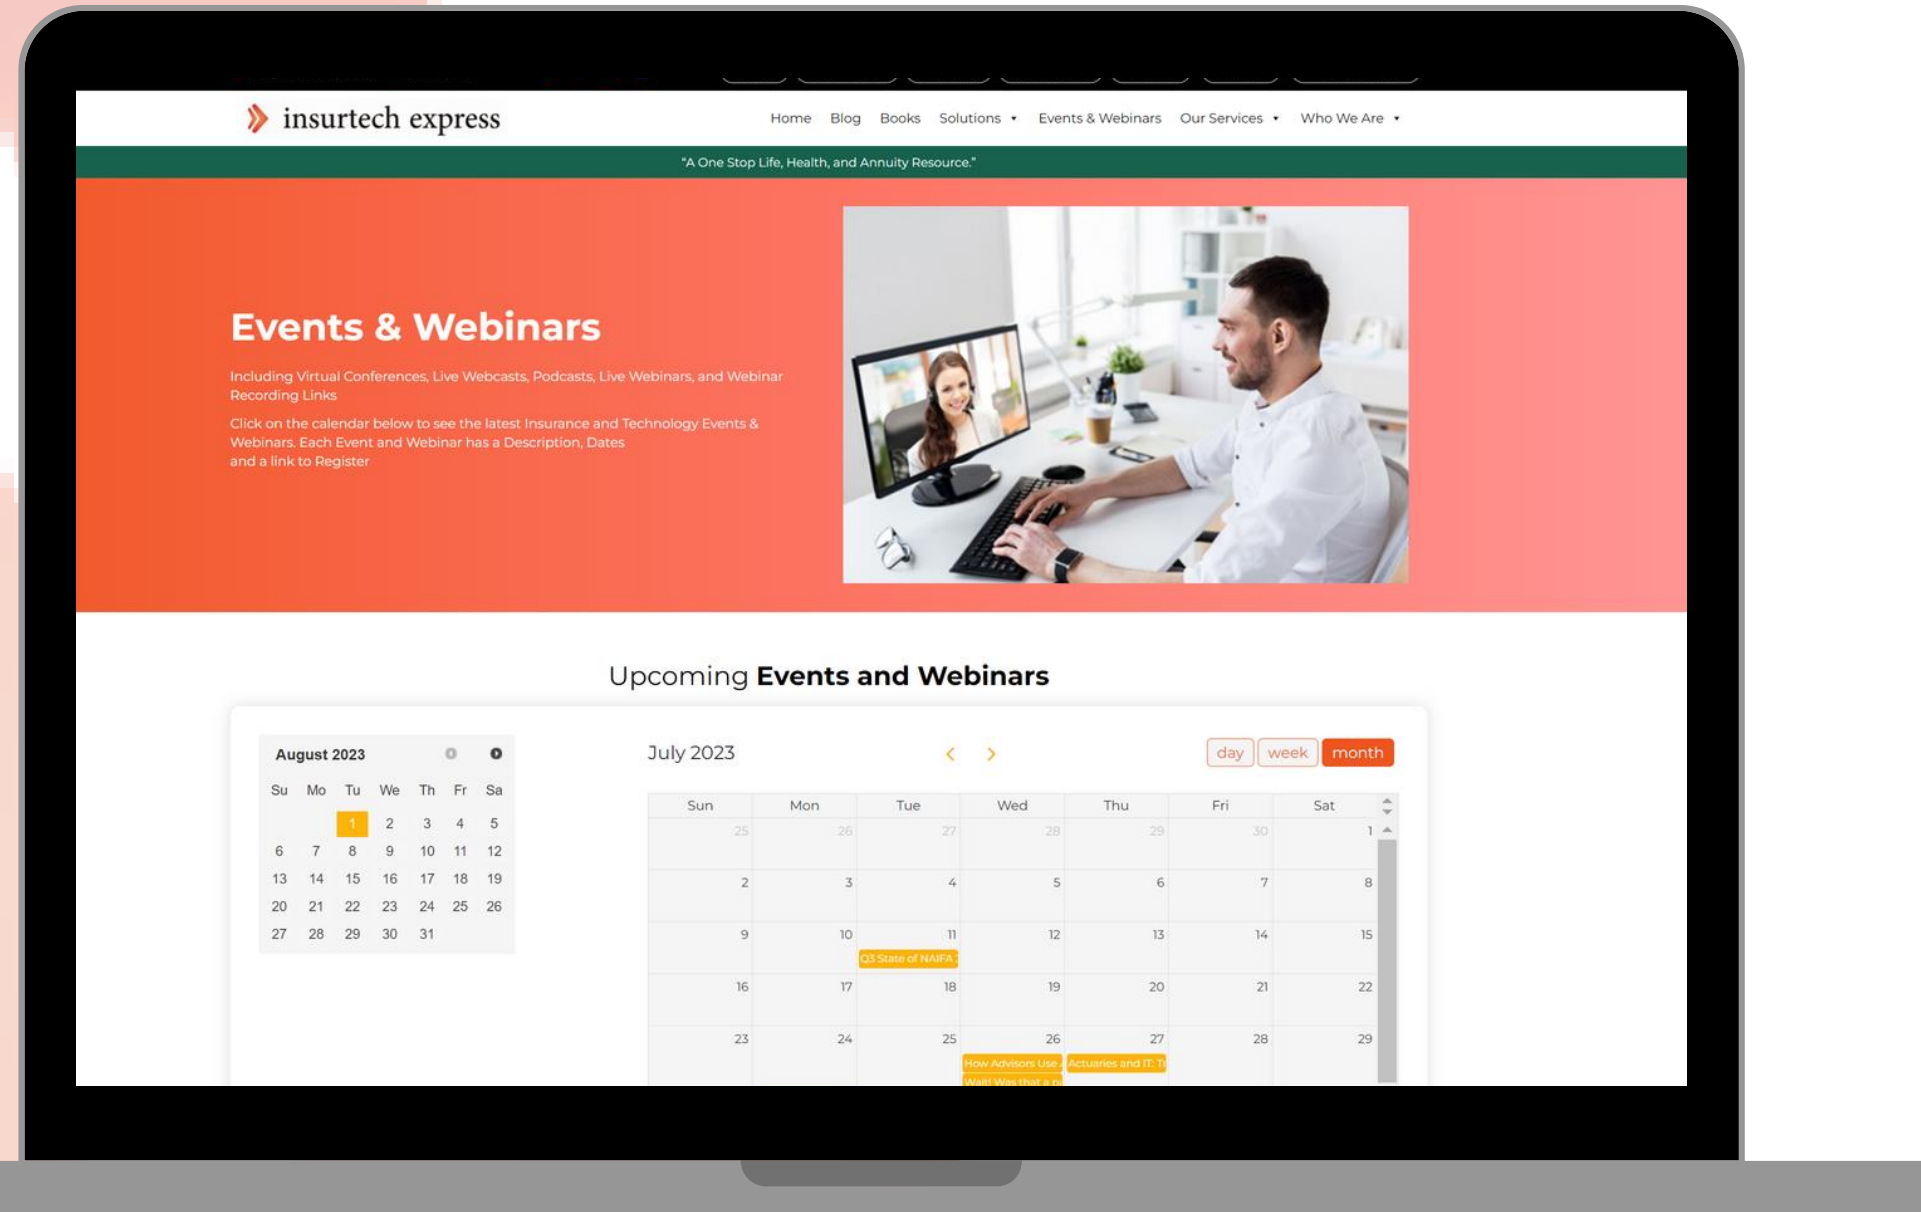 insurtech express
Home Blog Books Solutions Events & Webinars Our Services Who We Are
“A One Stop Life, Health, and Annuity Resource.”
Events & Webinars
Including Virtual Conferences, Live Webcasts, Podcasts, Live Webinars, and Webinar
Recording Links
Click on the calendar below to see the latest Insurance and Technology Events &
Webinars. Each Event and Webinar has a Description, Dates
and a link to Register
Upcoming Events and Webinars
August 2023
Su Mo Tu We Th Fr Sa
1 2 3 4 5
6 7 8 9 10 11 12
13 14 15 16 17 18 19
20 21 22 23 24 25 26
27 28 29 30 31
July 2023
day week month
Sun Mon Tue Wed Thu Fri Sat
25 26 27 28 29 30 1
2 3 4 5 6 7 8
9 10 11 12 13 14 15
Q3 State of NAIFA
16 17 18 19 20 21 22
23 24 25 26 27 28 29
How Advisors Use Actuaries and IT:
Wait! Was that a